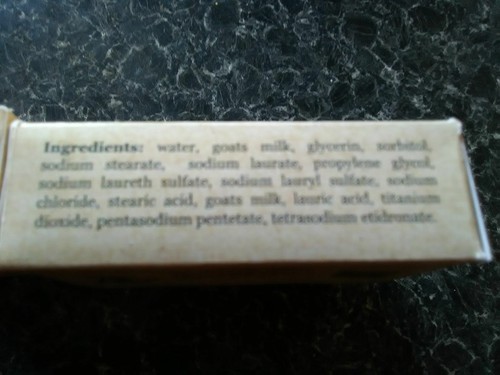 Ingredients: water, goats milk, glycerin, sorbitol,
sodium stearate, sodium laurate, propylene glycol,
sodium laureth sulfate, sodium lauryl sulfate, sodium
chloride, stearic acid, goats milk, lauric acid, titanium
dioxide, pentasodium pentetate, tetrasodium etidronate.